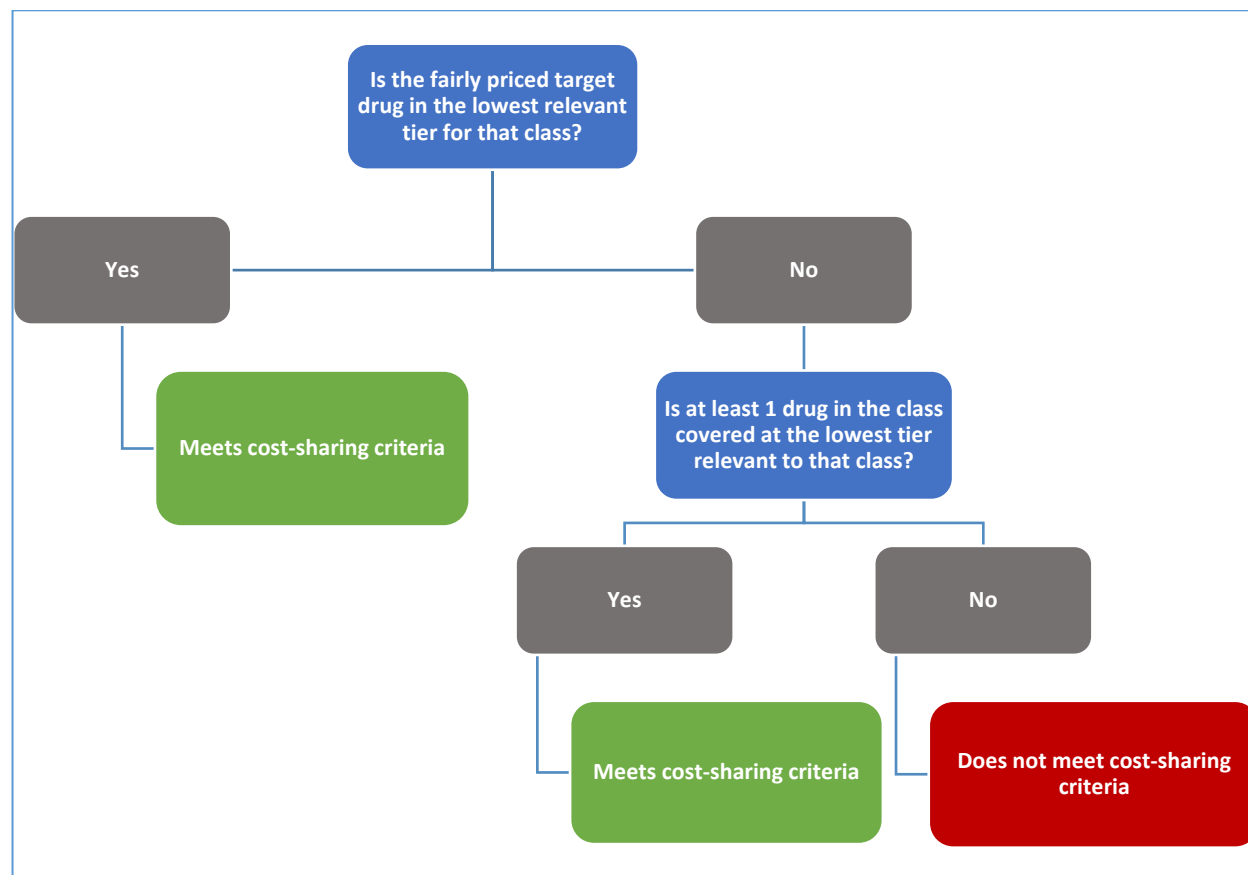 Is the fairly priced target
drug in the lowest relevant
tier for that class?
Yes
No
Meets cost-sharing criteria
Is at least 1 drug in the class
covered at the lowest tier
relevant to that class?
Yes
No
Meets cost-sharing criteria
Does not meet cost-sharing
criteria